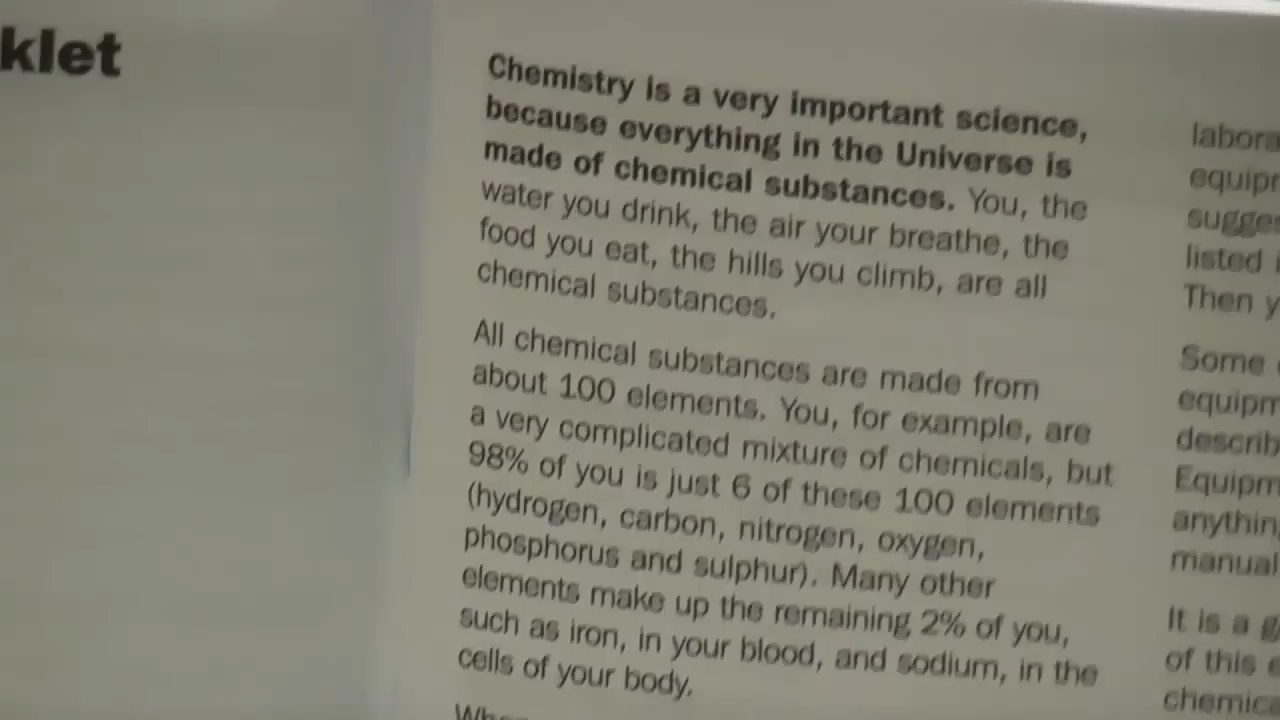 klet
Chemistry is a very important science,
because everything in the Universe is
made of chemical substances. You, the
water you drink, the air your breathe, the
food you eat, the hills you climb, are all
chemical substances.
All chemical substances are made from
about 100 elements. You, for example, are
a very complicated mixture of chemicals, but
98% of you is just 6 of these 100 elements
(hydrogen, carbon, nitrogen, oxygen,
phosphorus and sulphur). Many other
elements make up the remaining 2% of you,
such as iron, in your blood, and sodium, in the
cells of your body.
labora
equipm
sugges
listed
Then y
Some
equipm
describ
Equipm
anythin
manual
It is a g
of this
chemica